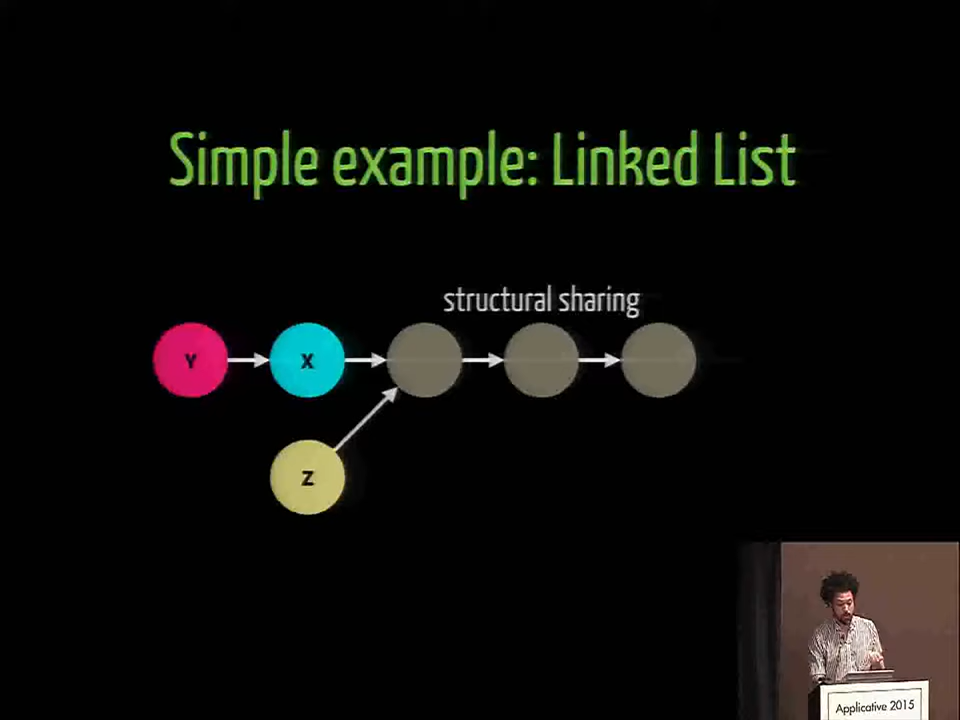 Simple example: Linked List
structural sharing
Y
X
Z
Applicative 2015